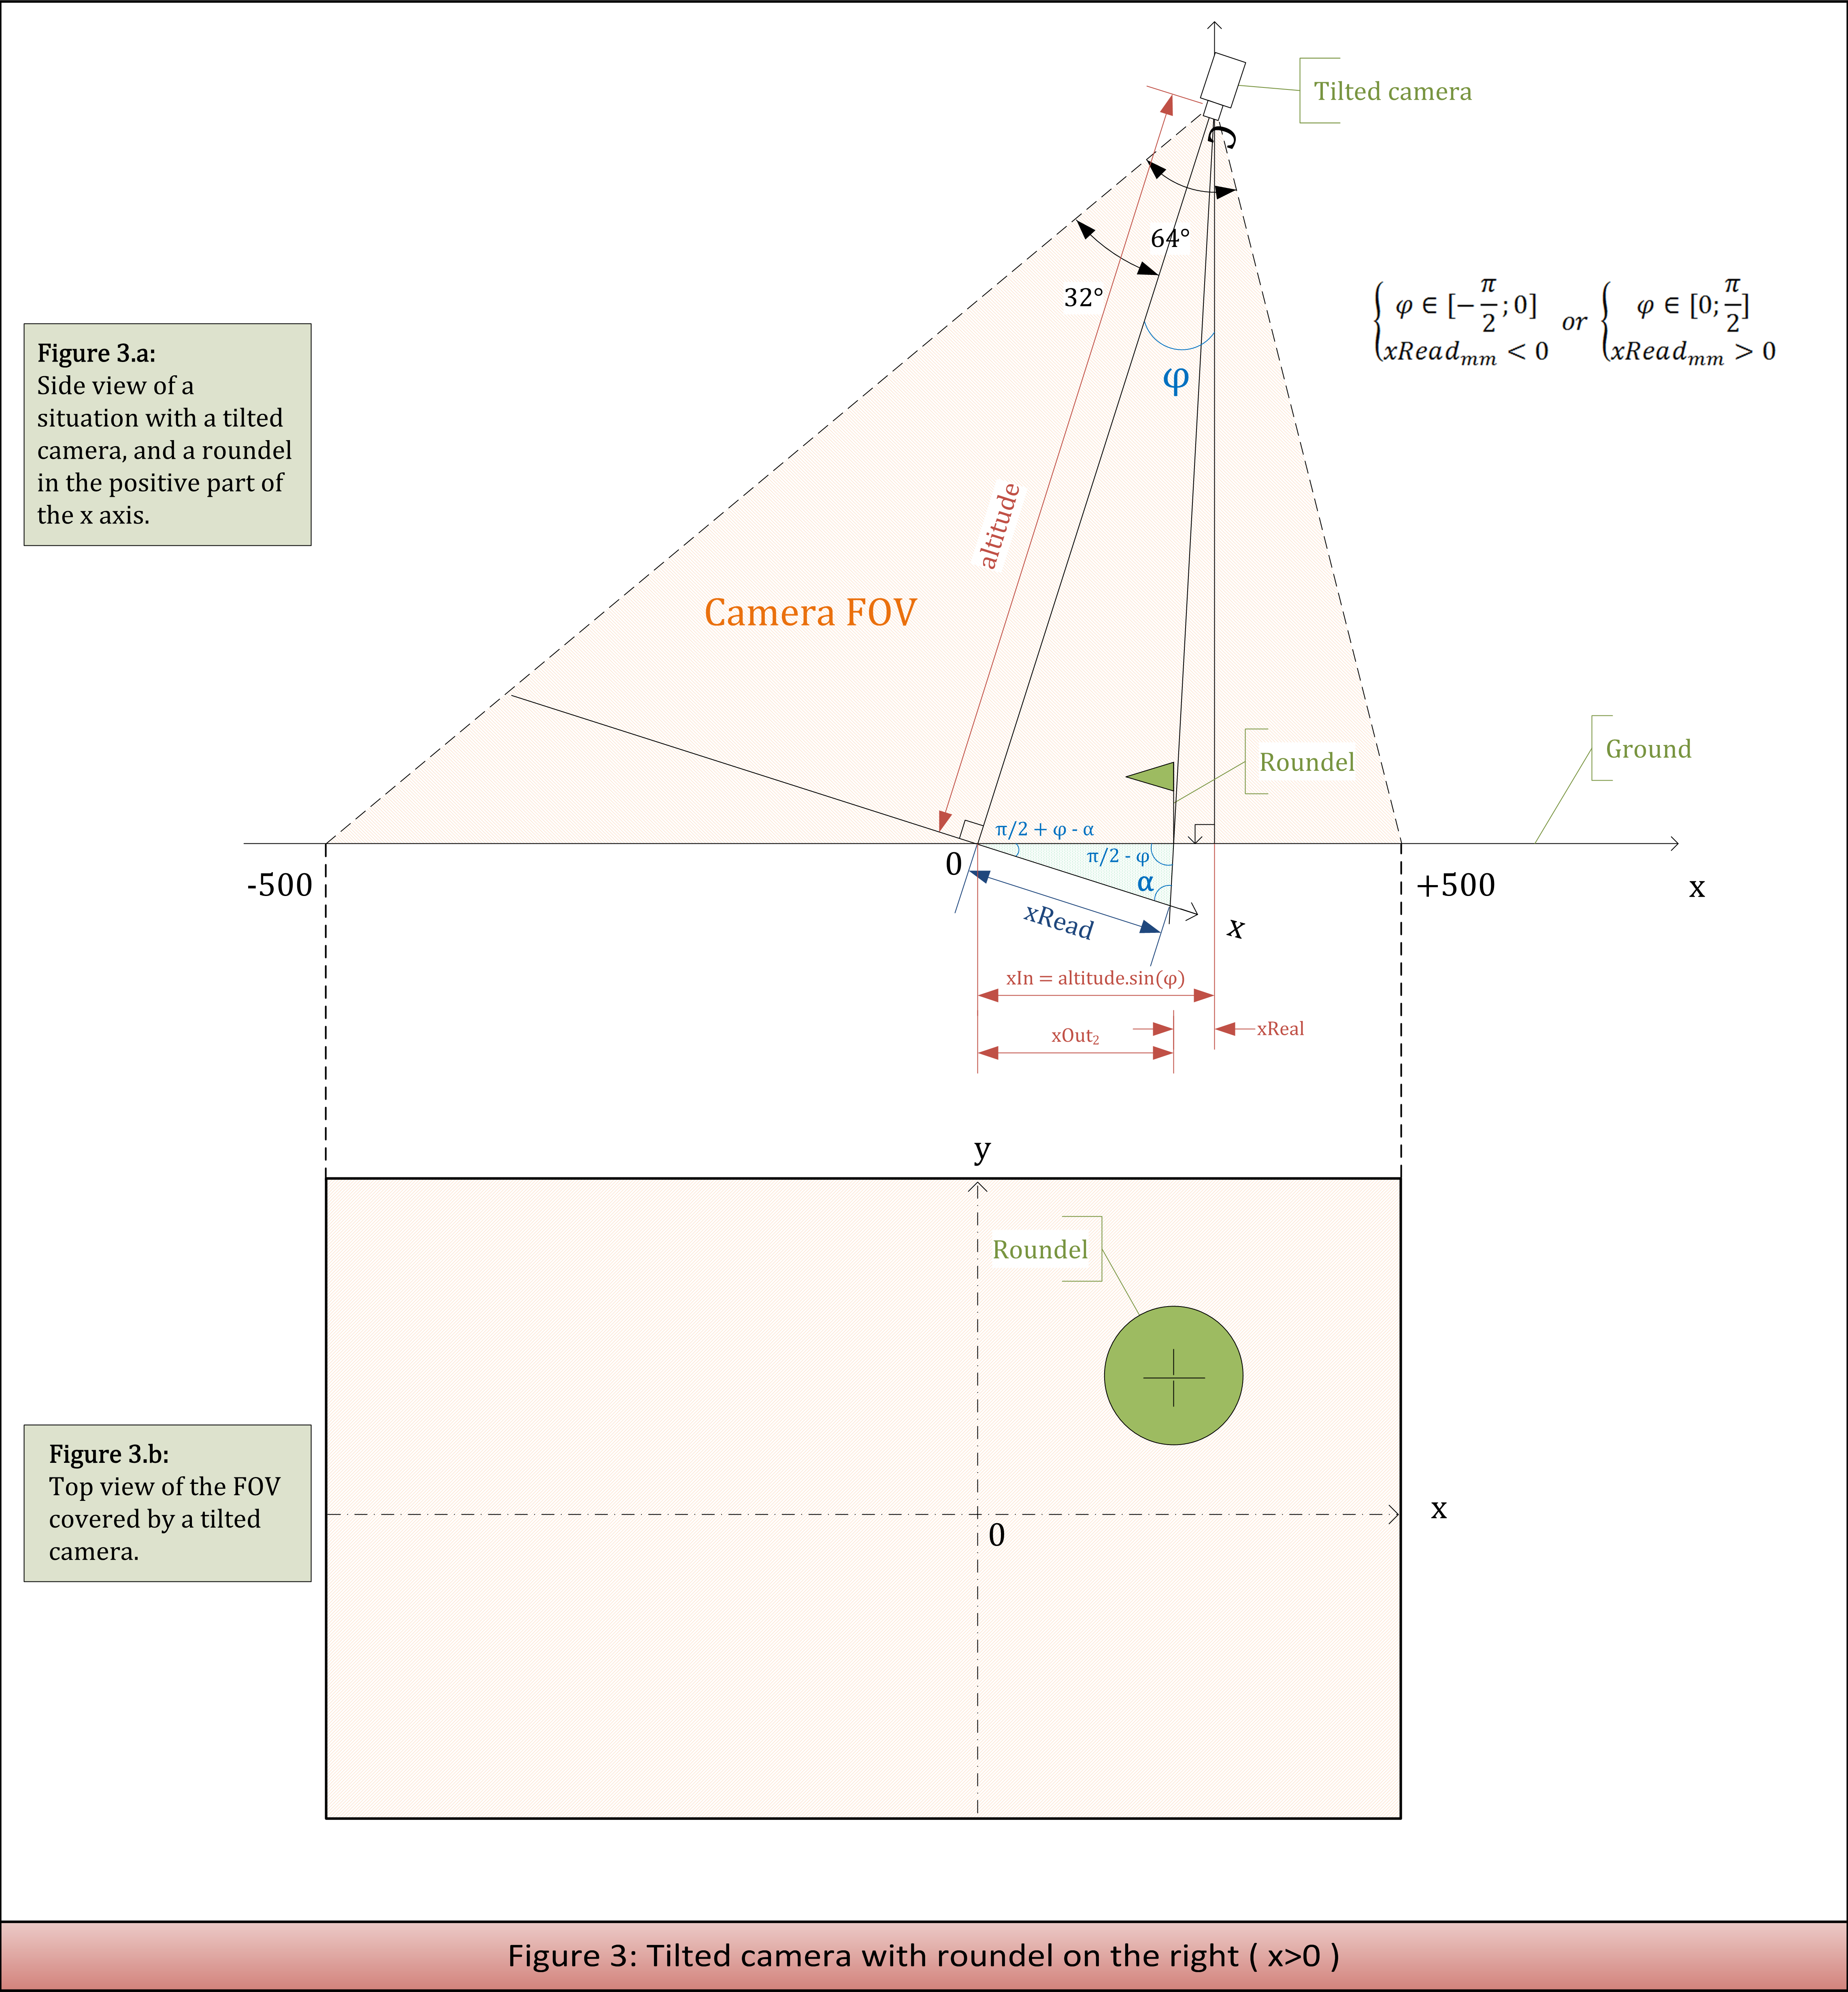 Tilted camera
C
64°
32°
φ ∈ [-π/2 ; 0] or φ ∈ [0; π/2]
xRead_mm < 0 xRead_mm > 0
Figure 3.a:
Side view of a
situation with a tilted
camera, and a roundel
in the positive part of
the x axis.
φ
altitude
Camera FOV
Roundel
Ground
π/2 + φ - α
π/2 - φ
0
α
-500
+500
x
xRead
x
xIn = altitude.sin(φ)
xReal
xOut₂
y
Roundel
Figure 3.b:
Top view of the FOV
covered by a tilted
camera.
x
0
Figure 3: Tilted camera with roundel on the right ( x>0 )